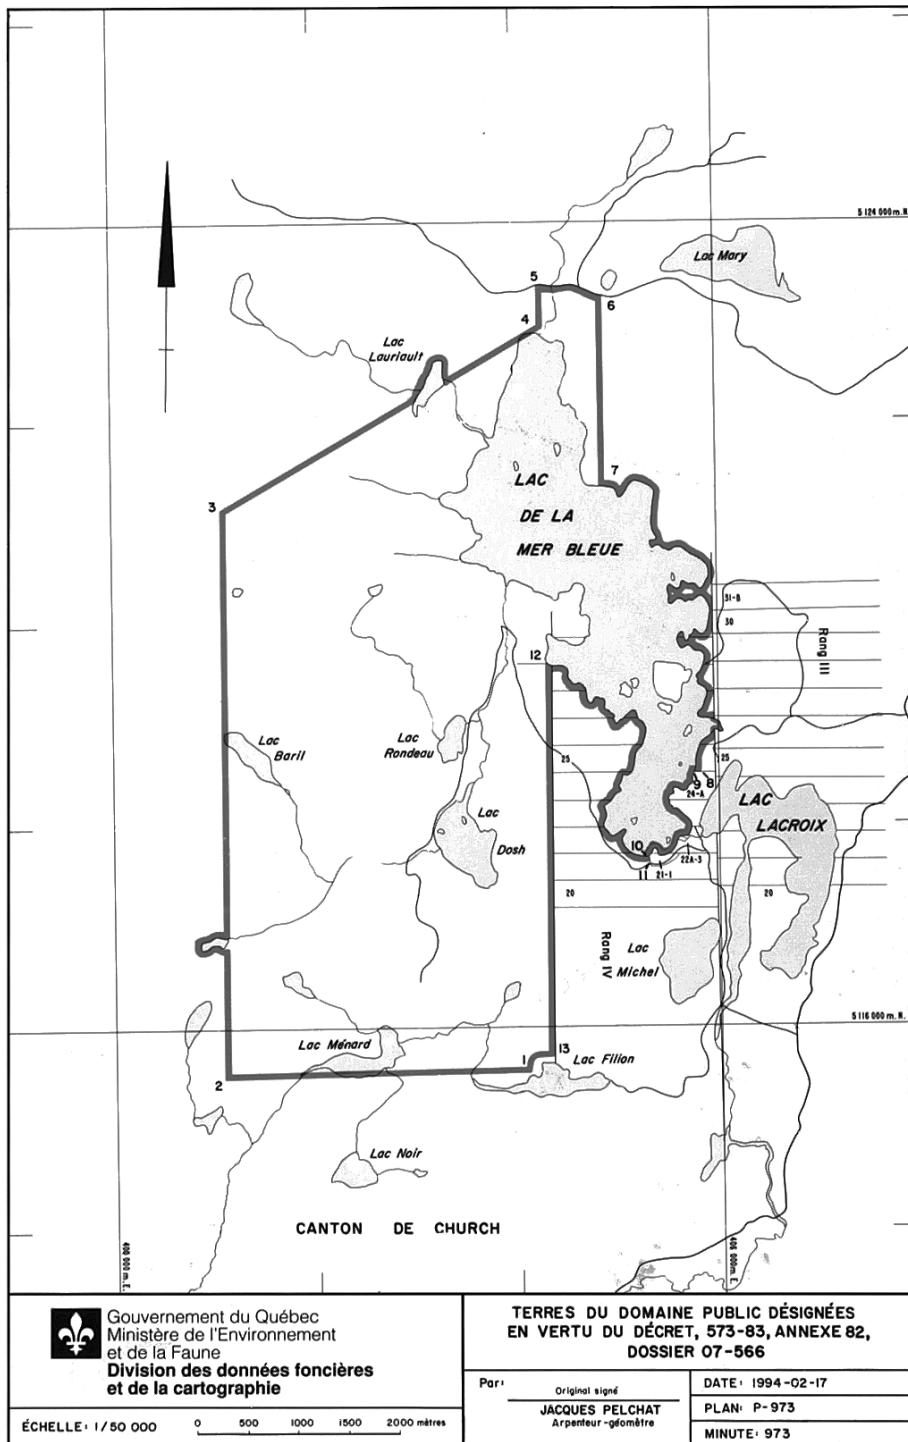 5 124 000 m. N.
Lac Mary
5
6
4
Lac
Lauriault
7
LAC
DE LA
MER BLEUE
3
31-B
30
Rang III
12
Lac
Baril
Lac
Rondeau
25
25
9
8
24-A
LAC
LACROIX
Lac
Dosh
10
11
21-1
22A-3
20
20
Rang IV
Lac
Michel
5 116 000 m. N.
Lac Ménard
1
13
Lac Filion
2
Lac Noir
CANTON DE CHURCH
400 000 m. E.
406 000 m. E.
Gouvernement du Québec
Ministère de l'Environnement
et de la Faune
Division des données foncières
et de la cartographie
ÉCHELLE: 1/50 000
0 500 1000 1500 2000 mètres
TERRES DU DOMAINE PUBLIC DÉSIGNÉES
EN VERTU DU DÉCRET, 573-83, ANNEXE 82,
DOSSIER 07-566
Par:
Original signé
JACQUES PELCHAT
Arpenteur-géomètre
DATE: 1994-02-17
PLAN: P-973
MINUTE: 973